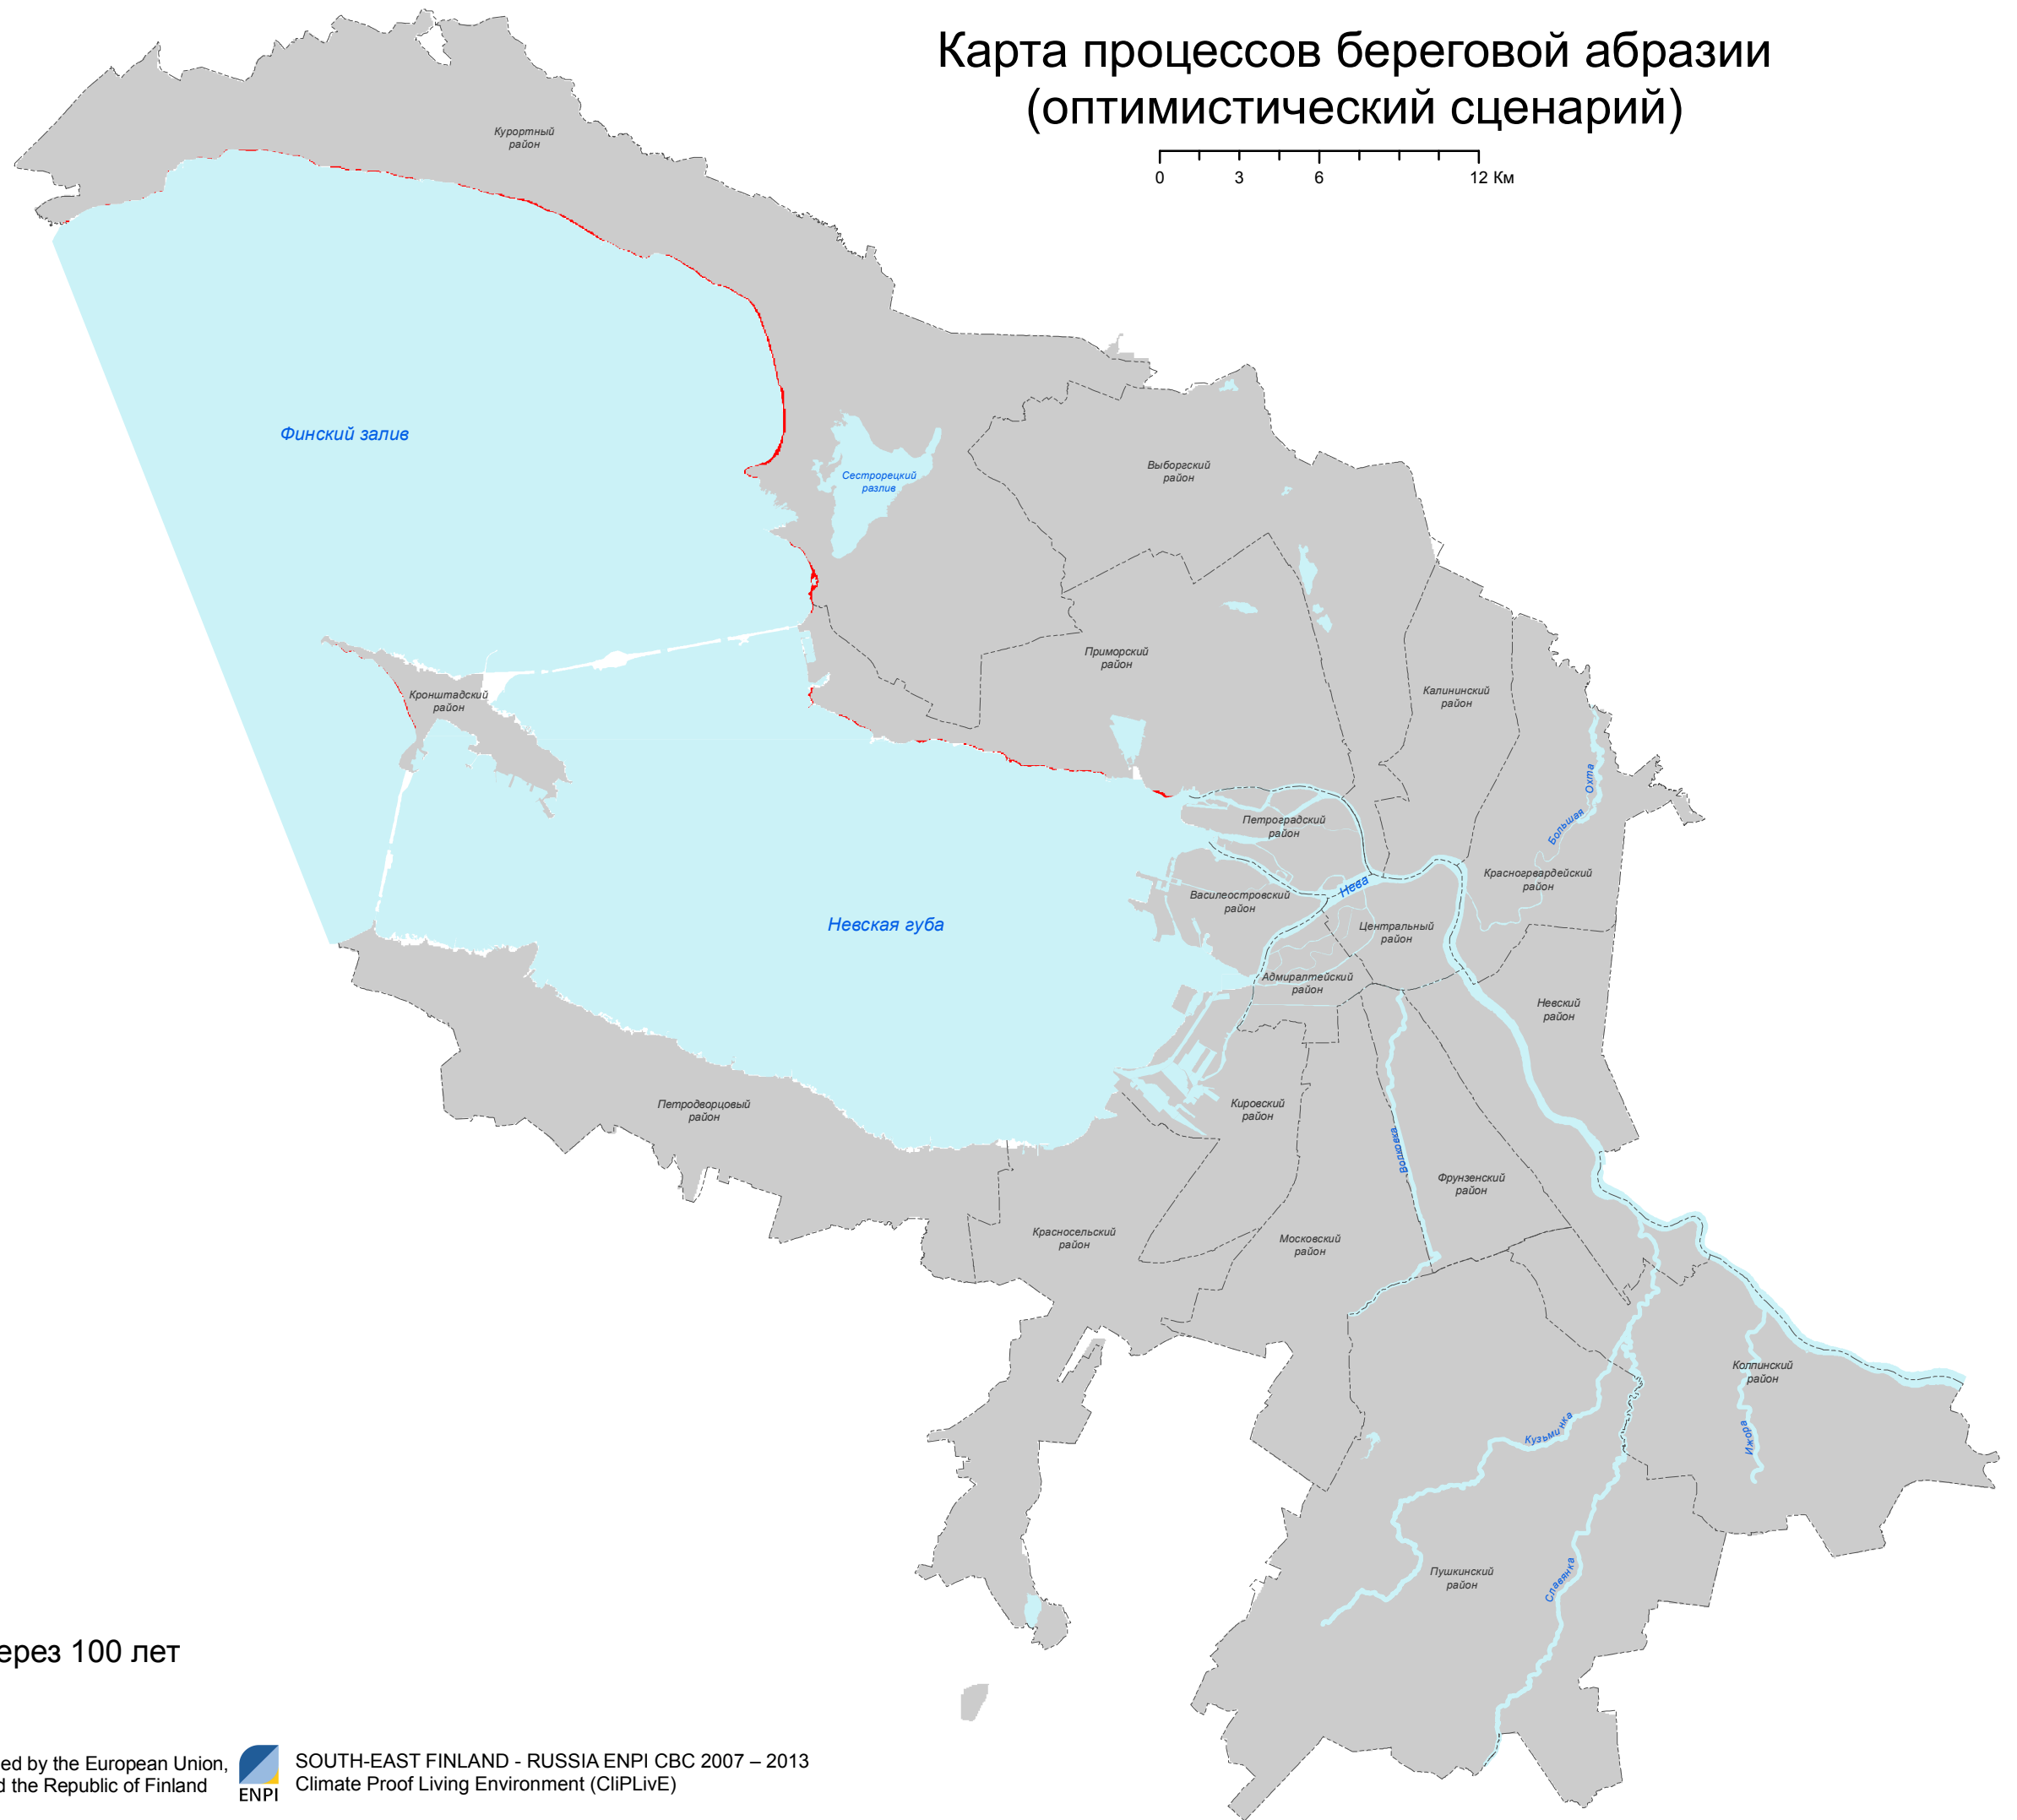 Карта процессов береговой абразии
(оптимистический сценарий)
0 3 6 12 Км
Курортный
район
Финский залив
Сестрорецкий
разлив
Выборгский
район
Приморский
район
Кронштадский
район
Калининский
район
Большая Охта
Петроградский
район
Нева
Красногрвардейский
район
Василеостровский
район
Невская губа
Центральный
район
Адмиралтейский
район
Невский
район
Петродворцовый
район
Кировский
район
Волковка
Фрунзенский
район
Красносельский
район
Московский
район
Колпинский
район
Кузьминка
Ижора
Славянка
Пушкинский
район
ерез 100 лет
ed by the European Union,
d the Republic of Finland
ENPI
SOUTH-EAST FINLAND - RUSSIA ENPI CBC 2007 – 2013
Climate Proof Living Environment (CliPLivE)